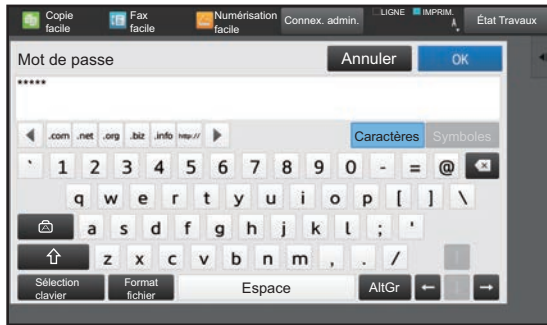 Copie facile
Fax facile
Numérisation facile
Connex. admin.
LIGNE IMPRIM.
État Travaux
Mot de passe
Annuler
OK
*****
.com .net .org .biz .info http://
Caractères
Symboles
` 1 2 3 4 5 6 7 8 9 0 - = @
q w e r t y u i o p [ ] \
a s d f g h j k l ; '
z x c v b n m , . /
Sélection clavier
Format fichier
Espace
AltGr